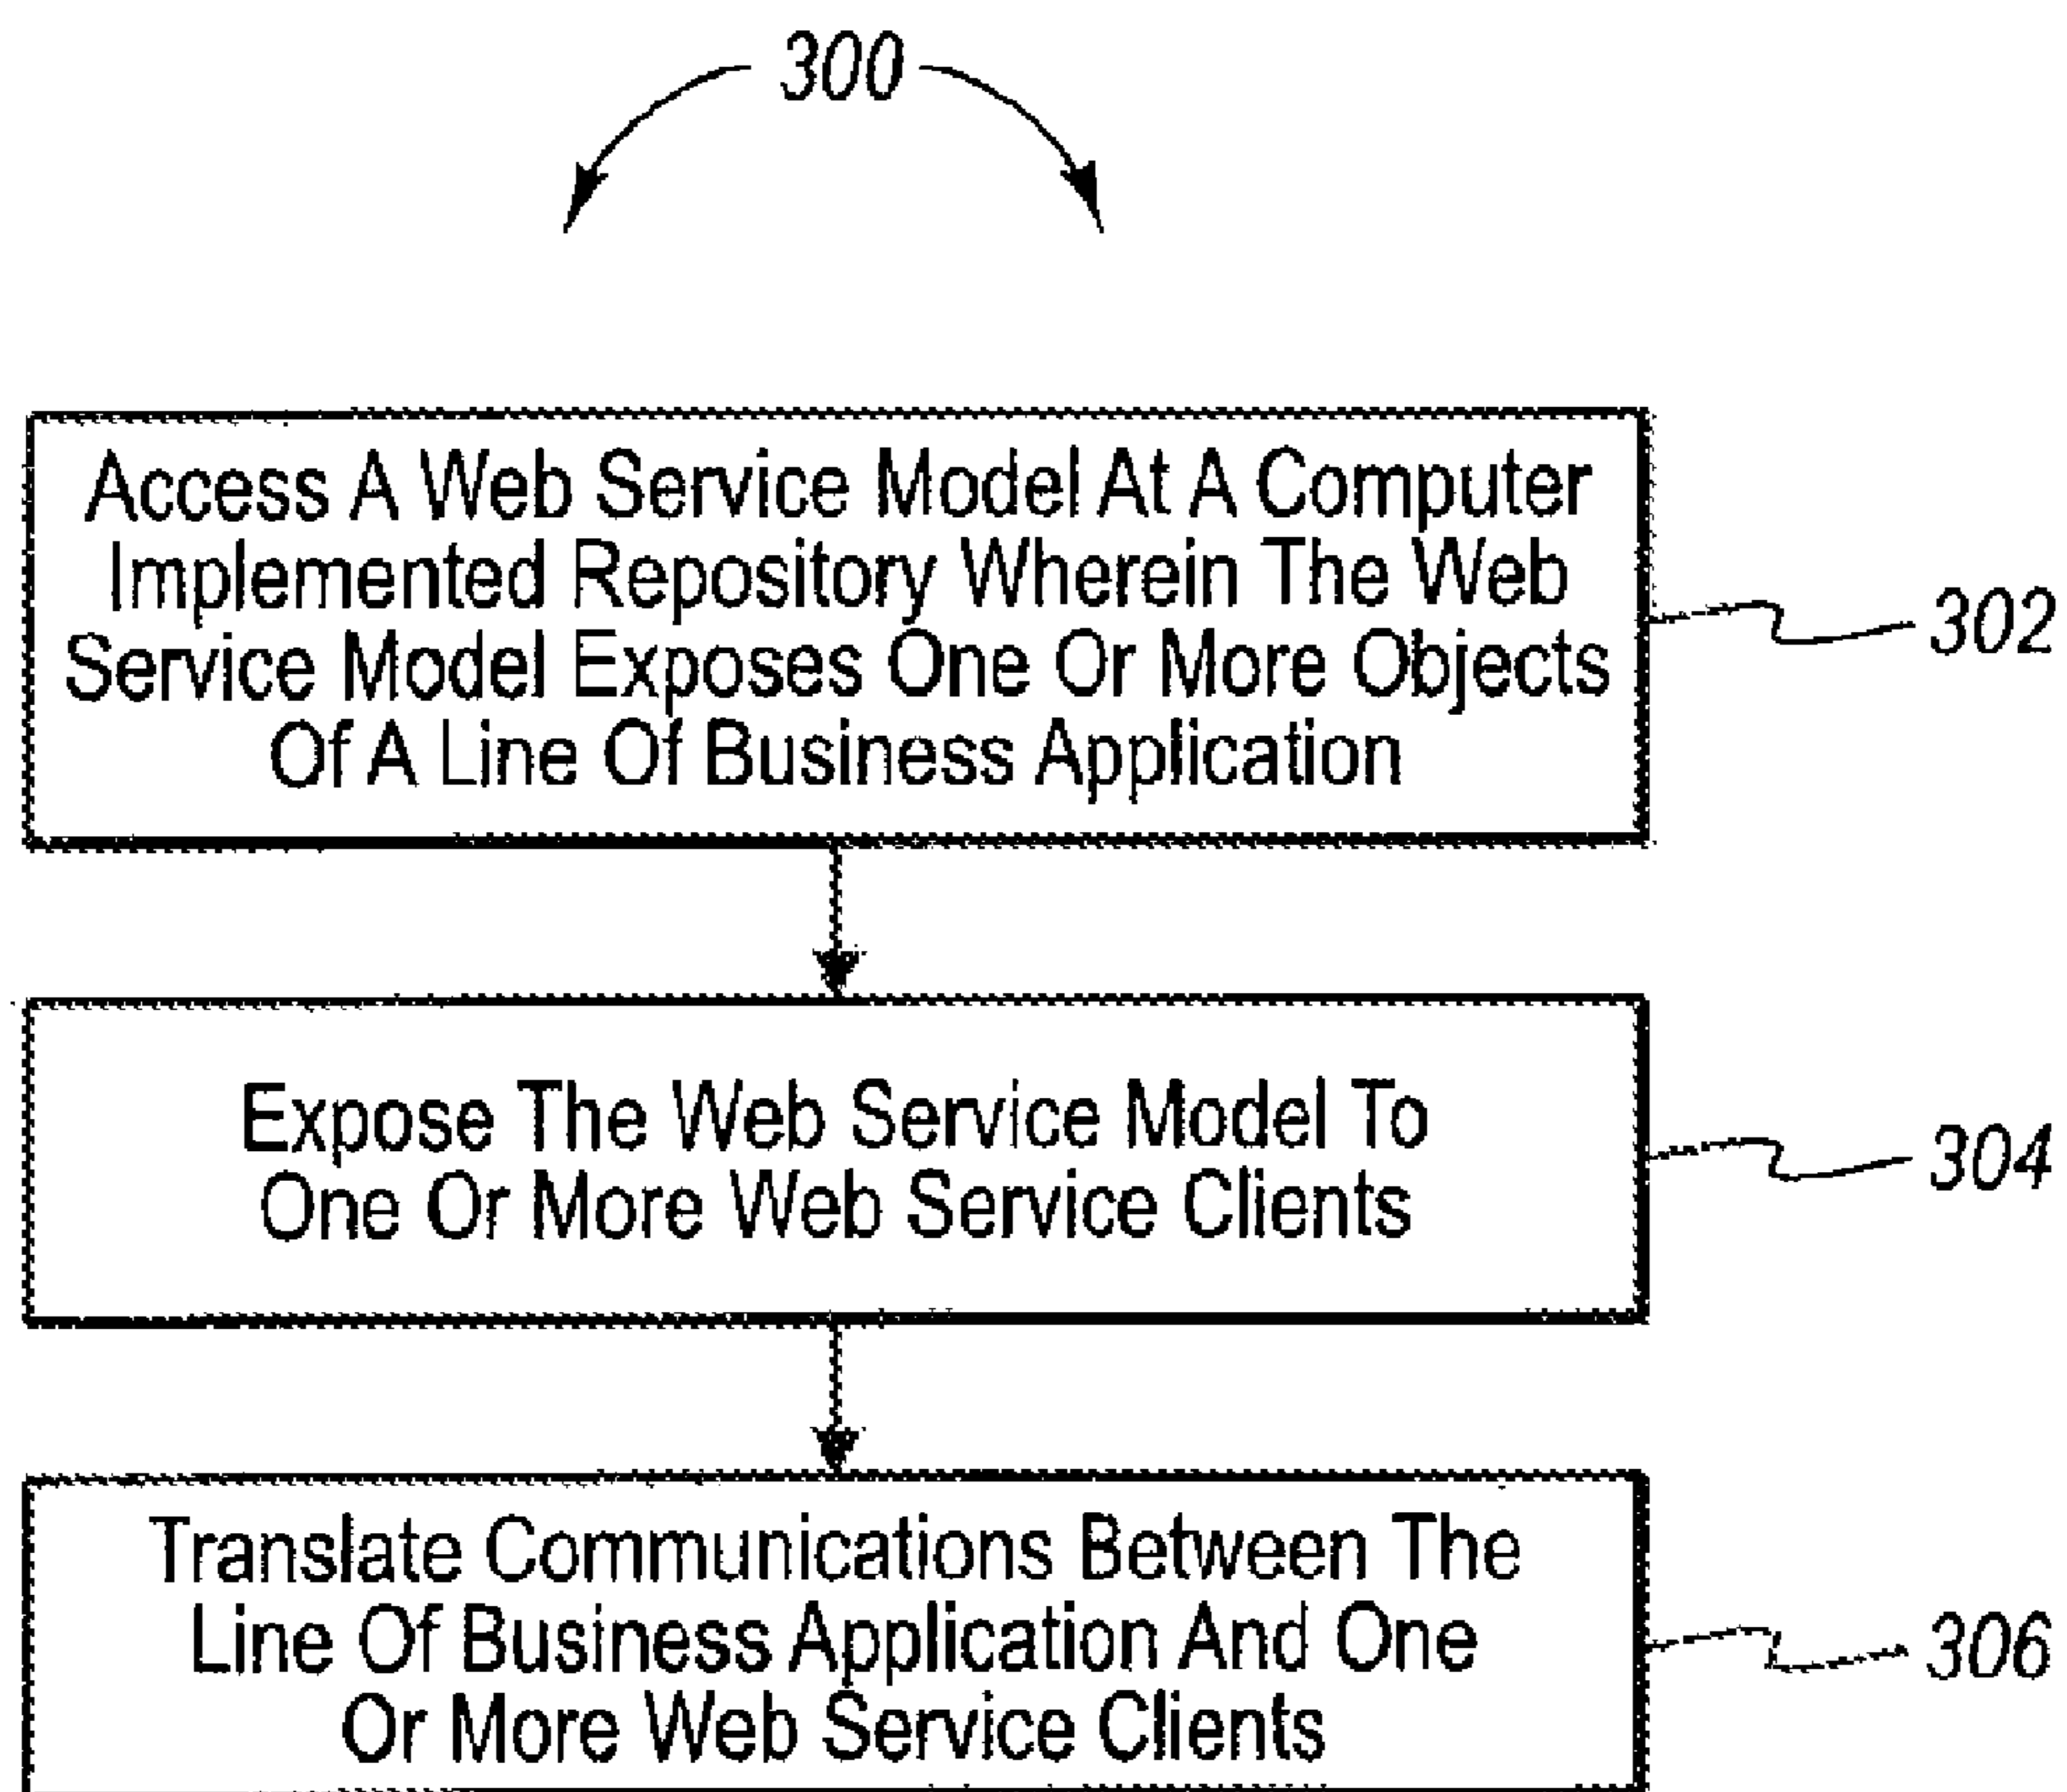 300
Access A Web Service Model At A Computer
Implemented Repository Wherein The Web
Service Model Exposes One Or More Objects
Of A Line Of Business Application
302
Expose The Web Service Model To
One Or More Web Service Clients
304
Translate Communications Between The
Line Of Business Application And One
Or More Web Service Clients
306